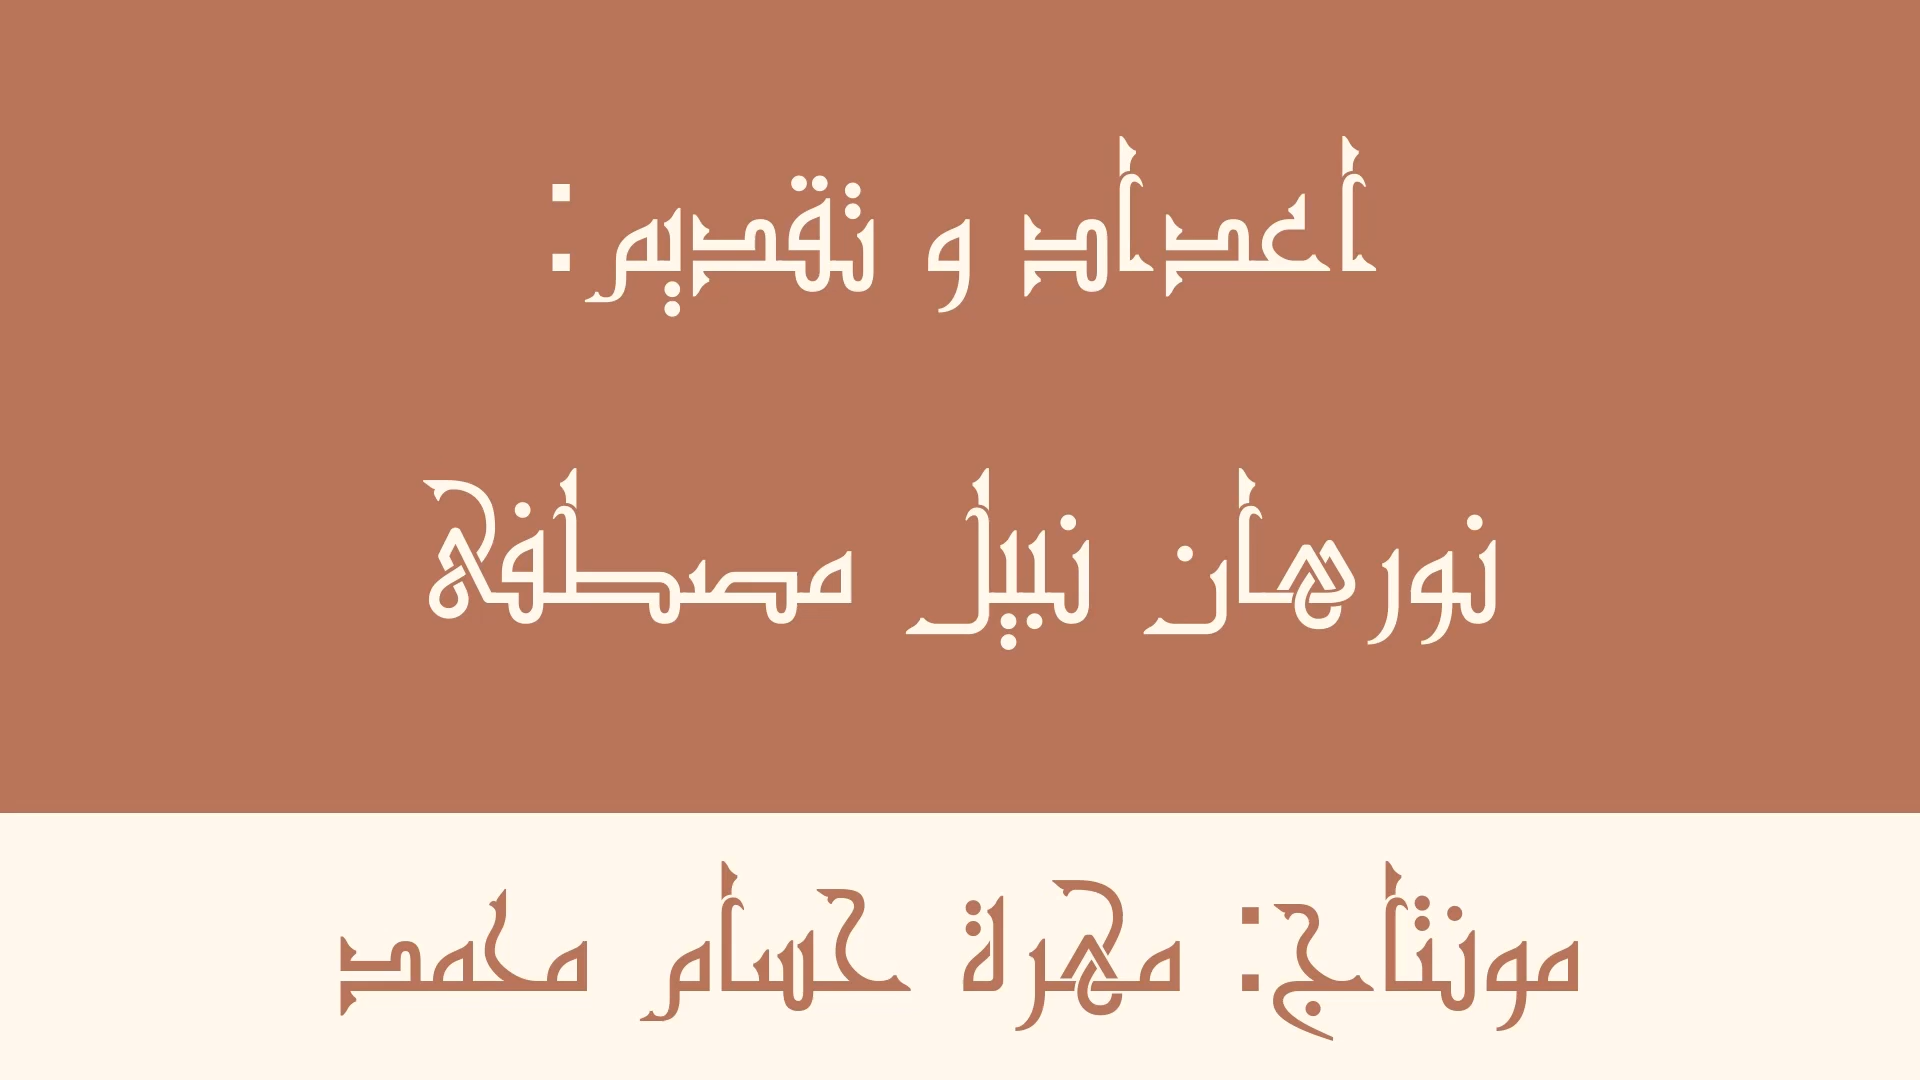 اعداد و تقديم:
نورهان نبيل مصطفى
مونتاج: مهرة حسام محمد